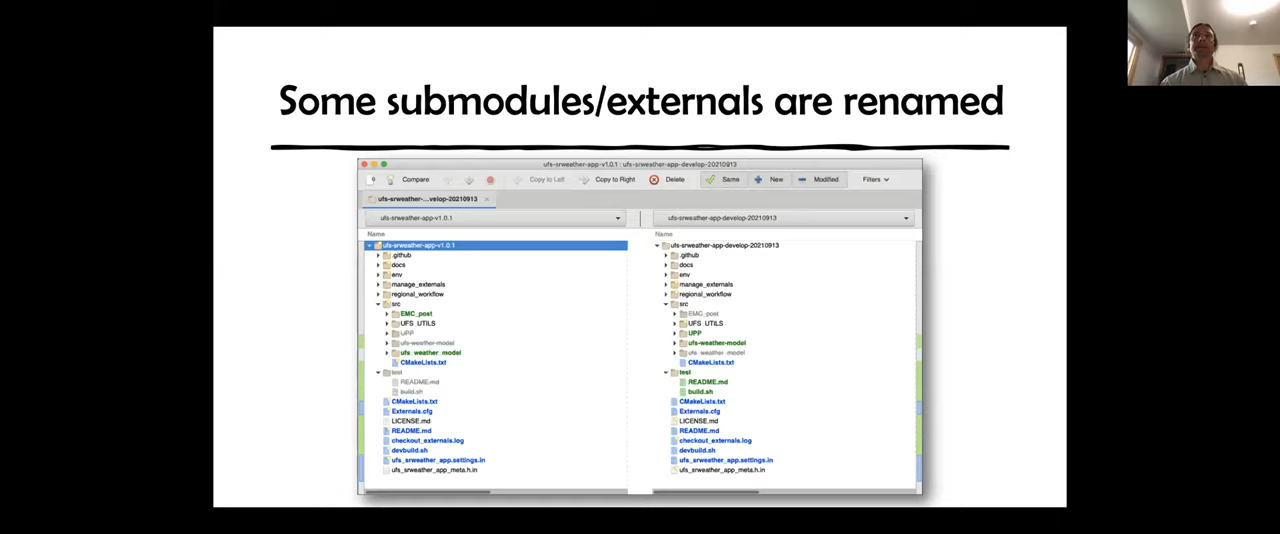 Some submodules/externals are renamed
ufs-srweather-app-v1.0.1 : ufs-srweather-app-develop-20210913
Compare Copy to Left Copy to Right Delete Same New Modified Filters
ufs-srweather-...velop-20210913
ufs-srweather-app-v1.0.1
ufs-srweather-app-develop-20210913
Name
ufs-srweather-app-v1.0.1
.github
docs
env
manage_externals
regional_workflow
src
EMC_post
UFS_UTILS
UPP
ufs-weather-model
ufs_weather_model
CMakeLists.txt
test
README.md
build.sh
CMakeLists.txt
Externals.cfg
LICENSE.md
README.md
checkout_externals.log
devbuild.sh
ufs_srweather_app.settings.in
ufs_srweather_app_meta.h.in
Name
ufs-srweather-app-develop-20210913
.github
docs
env
manage_externals
regional_workflow
src
EMC_post
UFS_UTILS
UPP
ufs-weather-model
ufs_weather_model
CMakeLists.txt
test
README.md
build.sh
CMakeLists.txt
Externals.cfg
LICENSE.md
README.md
checkout_externals.log
devbuild.sh
ufs_srweather_app.settings.in
ufs_srweather_app_meta.h.in